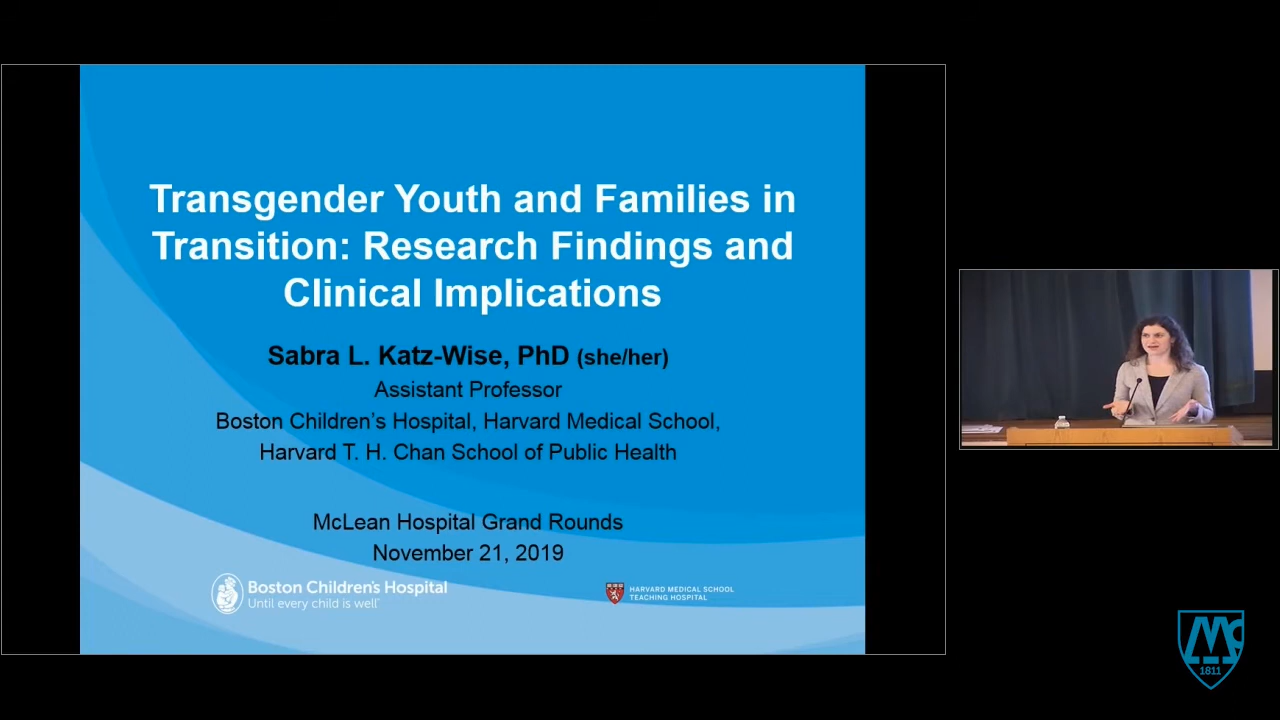 Transgender Youth and Families in
Transition: Research Findings and
Clinical Implications
Sabra L. Katz-Wise, PhD (she/her)
Assistant Professor
Boston Children's Hospital, Harvard Medical School,
Harvard T. H. Chan School of Public Health
McLean Hospital Grand Rounds
November 21, 2019
Boston Children's Hospital
Until every child is well™
HARVARD MEDICAL SCHOOL
TEACHING HOSPITAL
Mc
1811